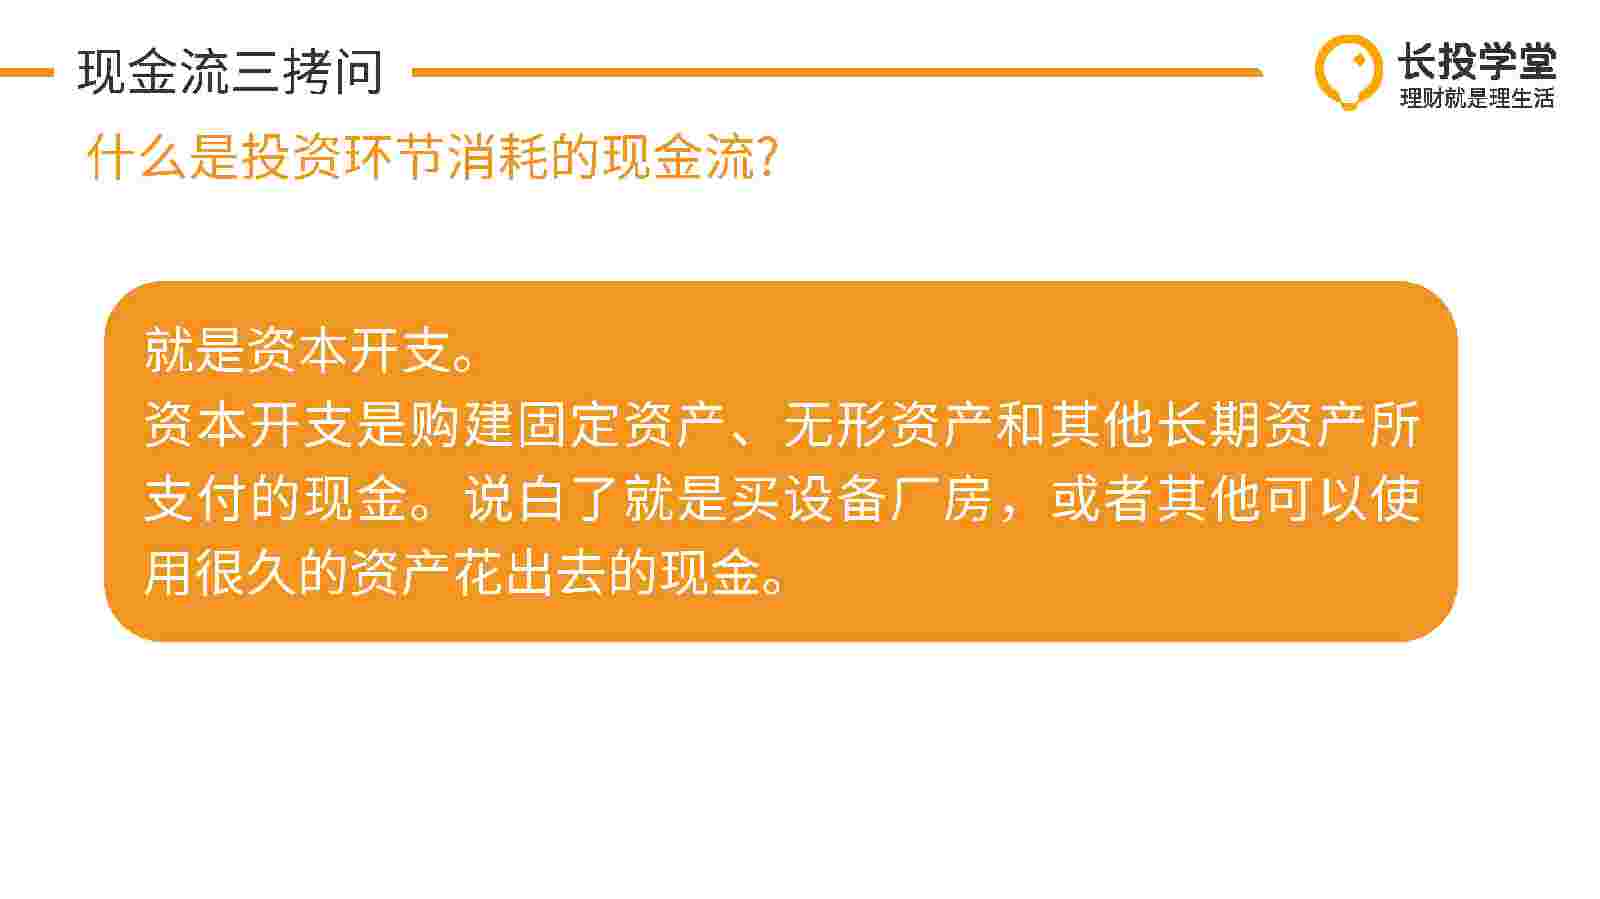 现金流三拷问
长投学堂
理财就是理生活
什么是投资环节消耗的现金流?
就是资本开支。
资本开支是购建固定资产、无形资产和其他长期资产所
支付的现金。说白了就是买设备厂房，或者其他可以使
用很久的资产花出去的现金。